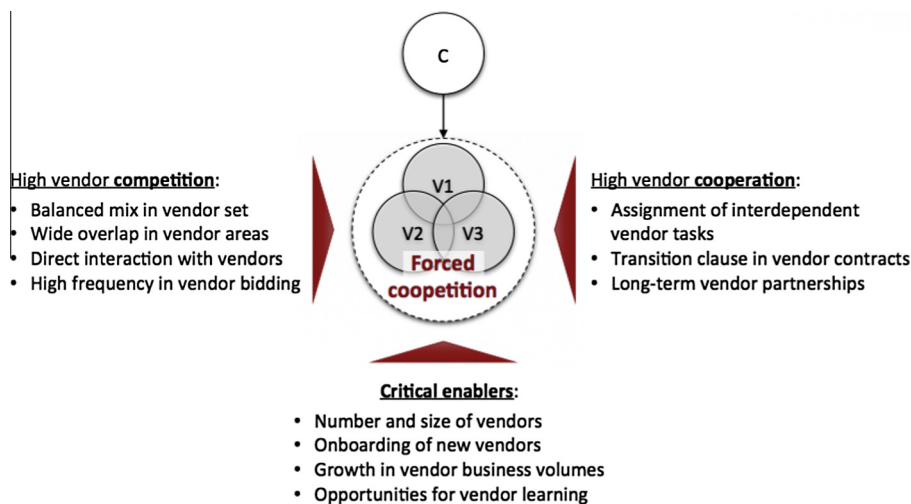 C
V1
V2 V3
Forced
coopetition
High vendor competition:
• Balanced mix in vendor set
• Wide overlap in vendor areas
• Direct interaction with vendors
• High frequency in vendor bidding
High vendor cooperation:
• Assignment of interdependent
vendor tasks
• Transition clause in vendor contracts
• Long-term vendor partnerships
Critical enablers:
• Number and size of vendors
• Onboarding of new vendors
• Growth in vendor business volumes
• Opportunities for vendor learning